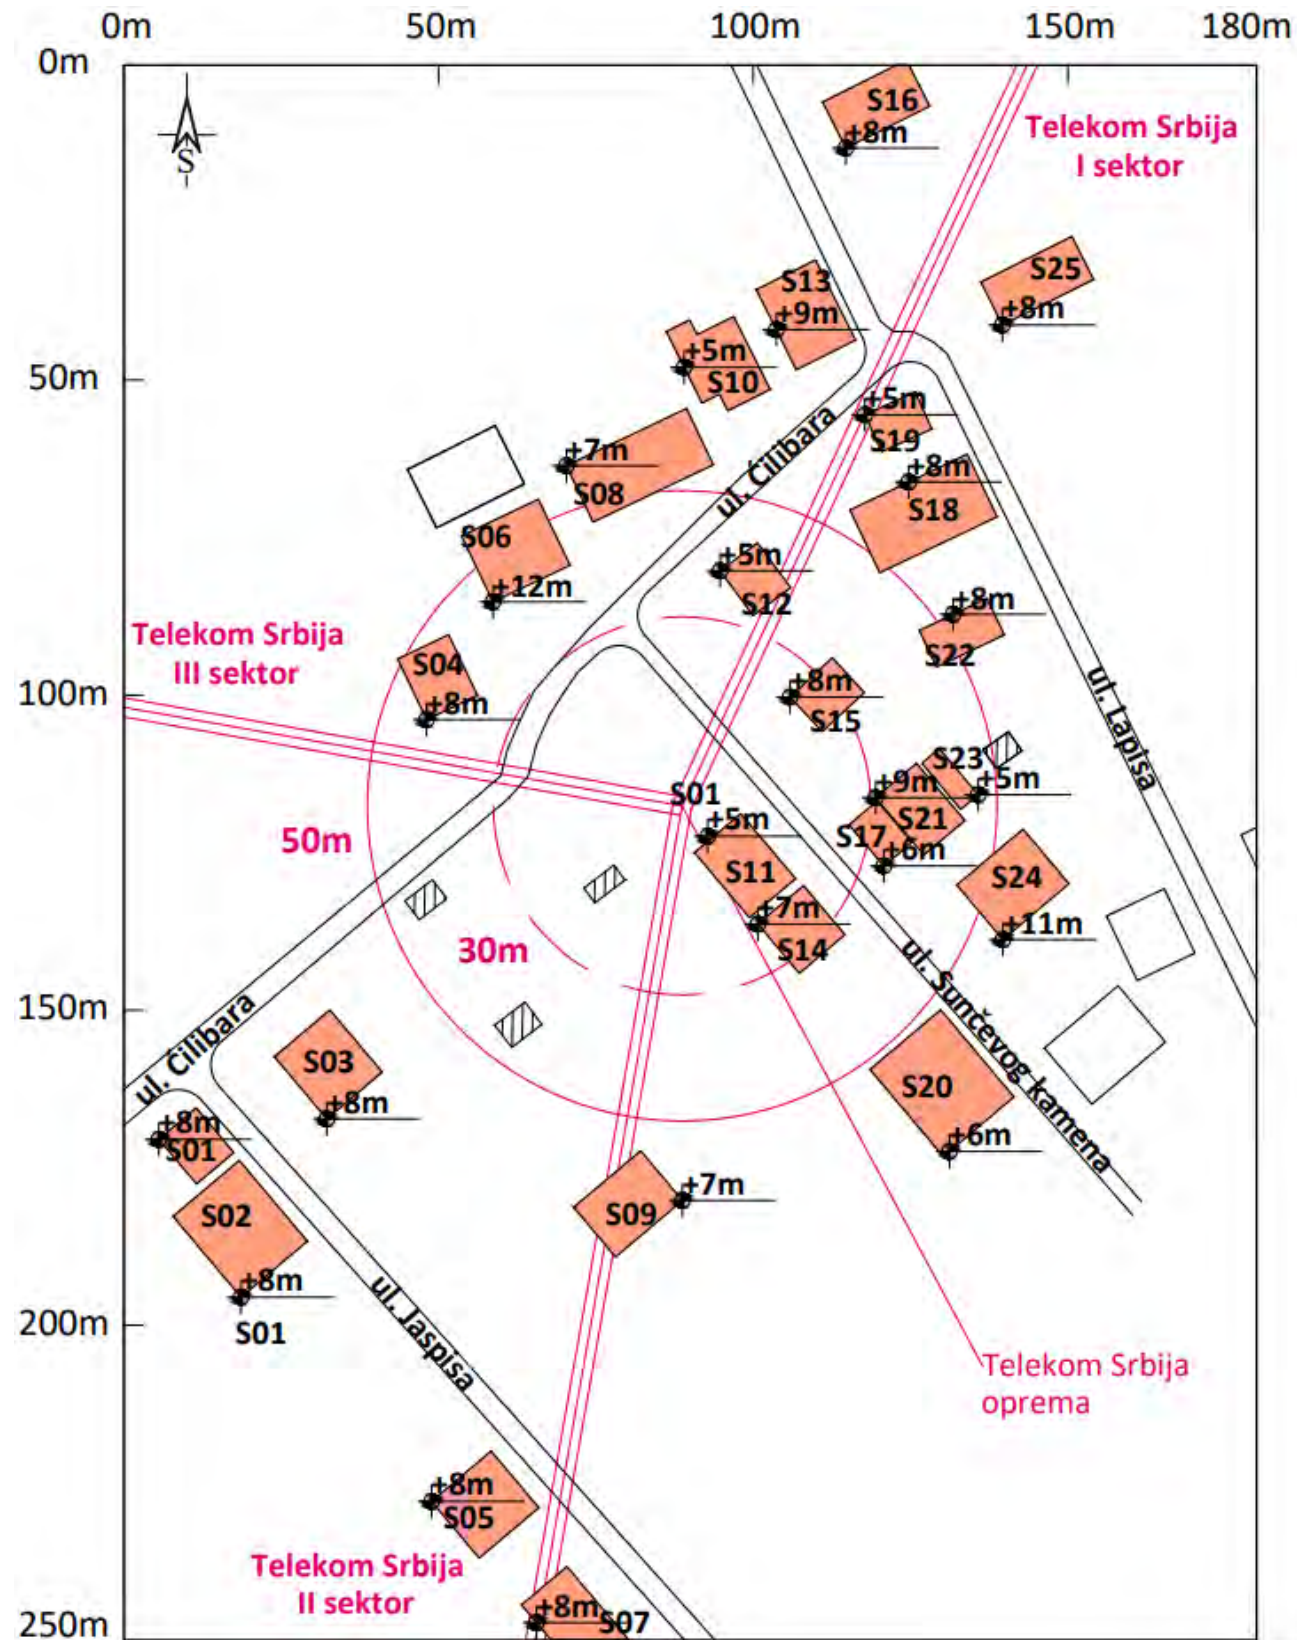 0m 50m 100m 150m 180m
0m
S16
+8m
Telekom Srbija
I sektor
S
S25
+8m
S13
+9m
+5m
S10
50m
+5m
S19
ul. Ćilibara
+7m
S08
+8m
S18
S06
+12m
+5m
S12
+8m
S22
Telekom Srbija
III sektor
S04
+8m
100m
+8m
S15
ul. Lapisa
S23
+5m
S01
+9m
S21
S17
+6m
+5m
S11
50m
S24
+11m
+7m
S14
30m
ul. Sunčevog kamena
150m
ul. Ćilibara
S03
+8m
S20
+6m
+8m
S01
S02
+8m
S01
+7m
S09
200m
ul. Jaspisa
Telekom Srbija
oprema
+8m
S05
Telekom Srbija
II sektor
+8m
S07
250m